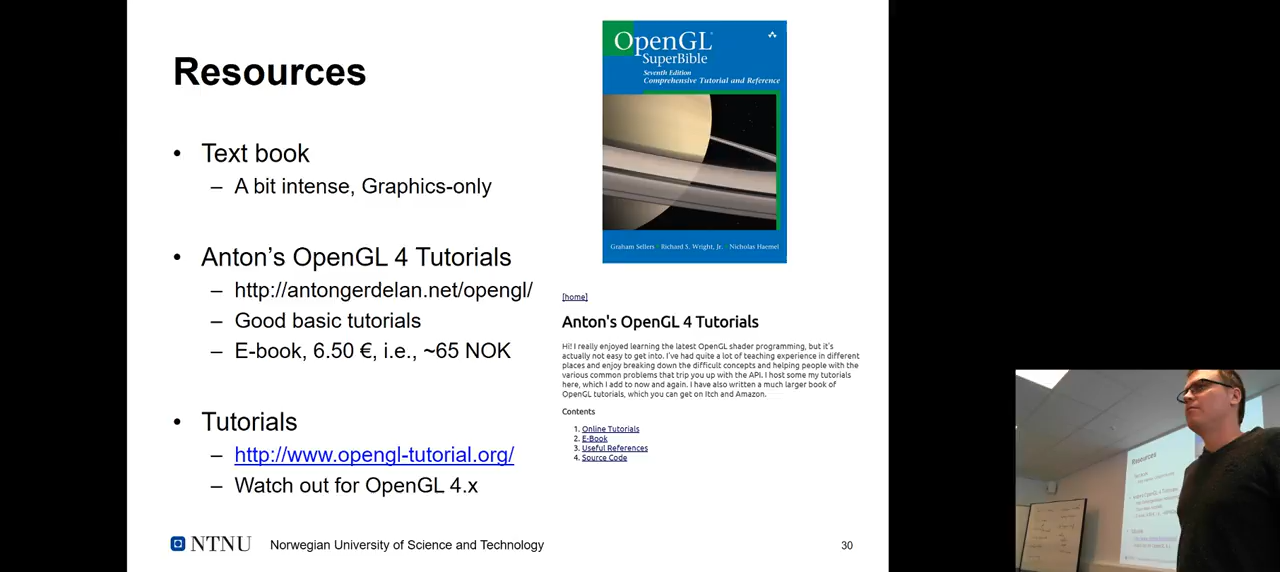 Resources
• Text book
– A bit intense, Graphics-only
• Anton’s OpenGL 4 Tutorials
– http://antongerdelan.net/opengl/
– Good basic tutorials
– E-book, 6.50 €, i.e., ~65 NOK
• Tutorials
– http://www.opengl-tutorial.org/
– Watch out for OpenGL 4.x
OpenGL®
SuperBible
Seventh Edition
Comprehensive Tutorial and Reference
Graham Sellers • Richard S. Wright, Jr. • Nicholas Haemel
[home]
Anton's OpenGL 4 Tutorials
Hi! I really enjoyed learning the latest OpenGL shader programming, but it's
actually not easy to get into. I've had quite a lot of teaching experience in different
places and enjoy breaking down the difficult concepts and helping people with the
various common problems that trip you up with the API. I host some my tutorials
here, which I add to now and again. I have also written a much larger book of
OpenGL tutorials, which you can get on Itch and Amazon.
Contents
1. Online Tutorials
2. E-Book
3. Useful References
4. Source Code
NTNU
Norwegian University of Science and Technology
30
Resources